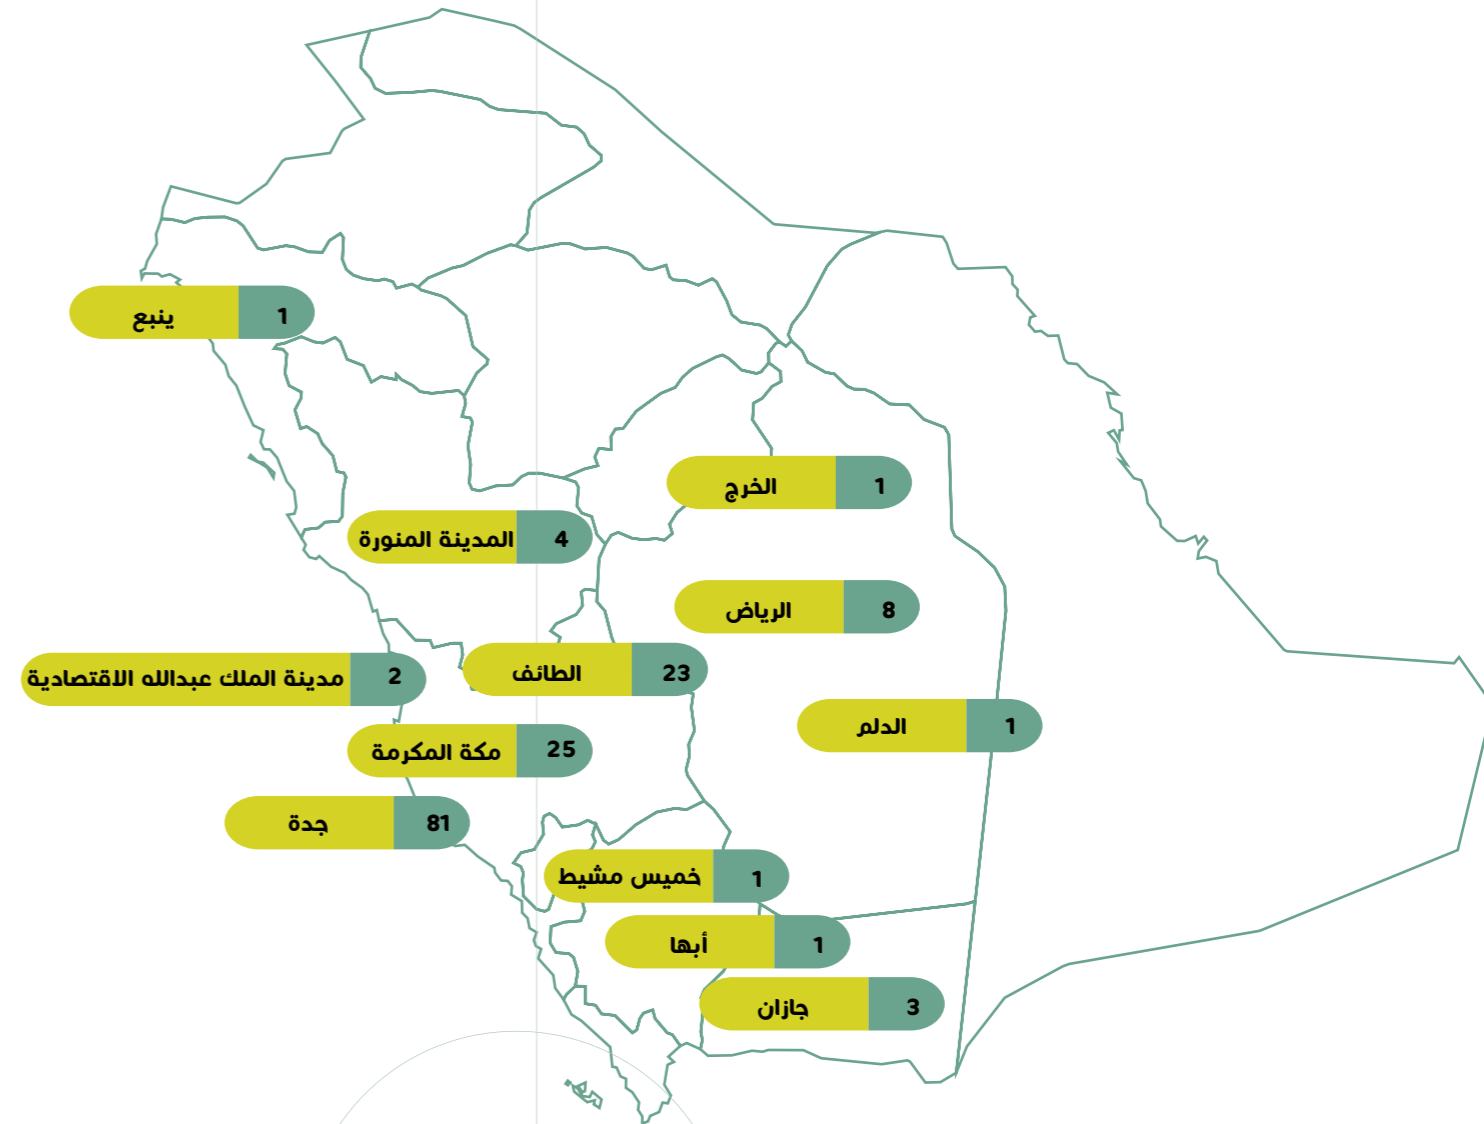 ينبع 1
الخرج 1
المدينة المنورة 4
الرياض 8
الطائف 23
مدينة الملك عبدالله الاقتصادية 2
الدلم 1
مكة المكرمة 25
جدة 81
خميس مشيط 1
أبها 1
جازان 3